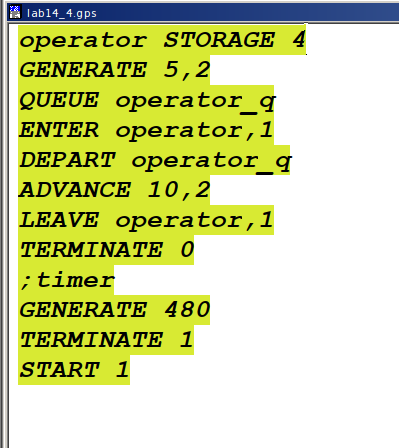 lab14_4.gps
operator STORAGE 4
GENERATE 5,2
QUEUE operator_q
ENTER operator,1
DEPART operator_q
ADVANCE 10,2
LEAVE operator,1
TERMINATE 0
;timer
GENERATE 480
TERMINATE 1
START 1